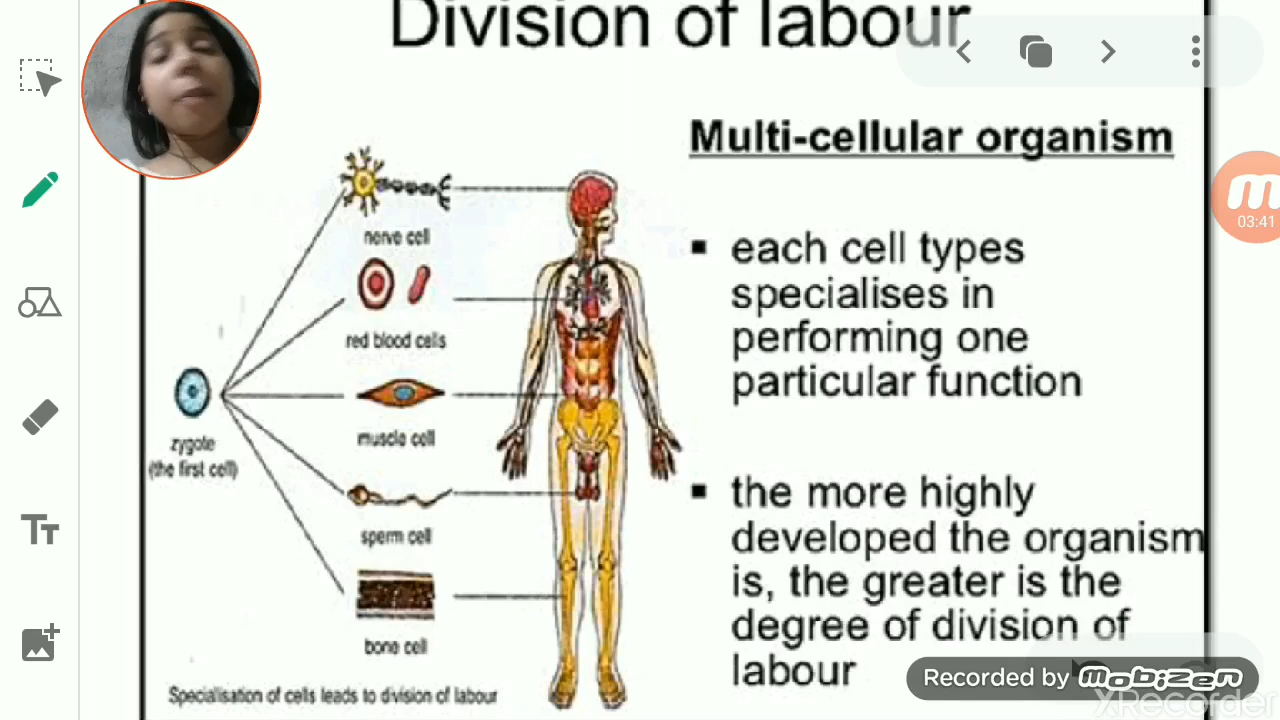 Division of labour
Multi-cellular organism
03:41
nerve cell
each cell types
specialises in
performing one
particular function
red blood cells
zygote
(the first cell)
muscle cell
the more highly
developed the organism
is, the greater is the
degree of division of
labour
sperm cell
bone cell
Specialisation of cells leads to division of labour
Tт
Recorded by Mobizen
XRecorder